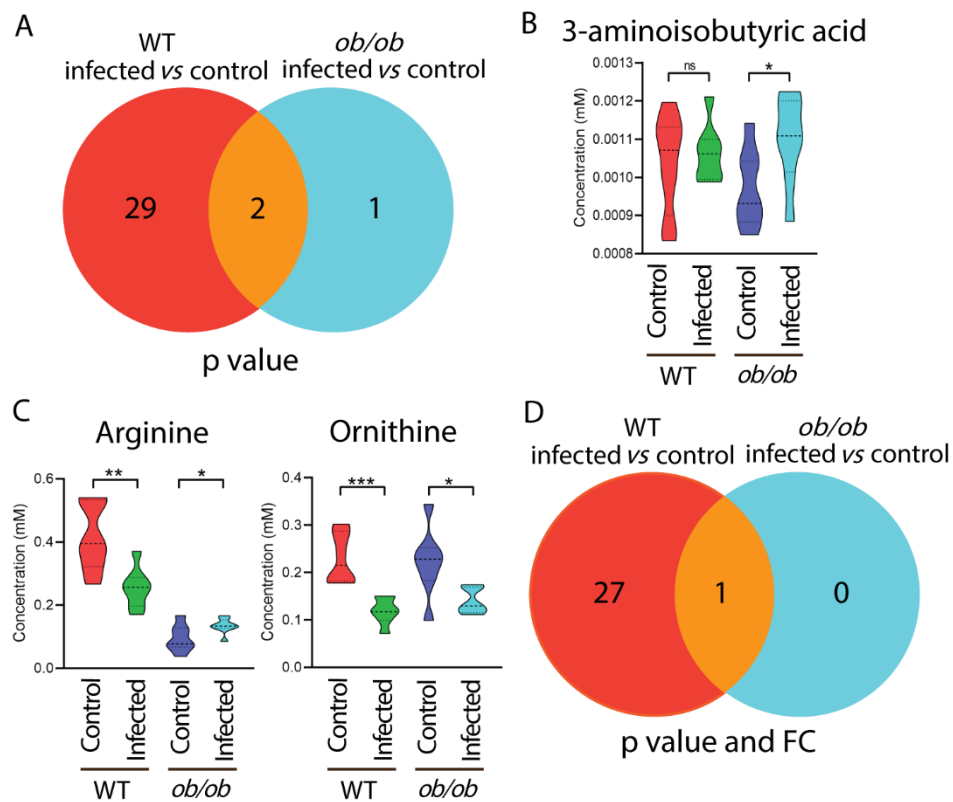 A
WT
infected vs control
ob/ob
infected vs control
29
2
1
p value
B
3-aminoisobutyric acid
Concentration (mM)
0.0013
0.0012
0.0011
0.0010
0.0009
0.0008
ns
*
Control
Infected
Control
Infected
WT
ob/ob
C
Arginine
Concentration (mM)
0.6
0.4
0.2
0.0
**
*
Control
Infected
Control
Infected
WT
ob/ob
Ornithine
Concentration (mM)
0.4
0.3
0.2
0.1
0.0
***
*
Control
Infected
Control
Infected
WT
ob/ob
D
WT
infected vs control
ob/ob
infected vs control
27
1
0
p value and FC